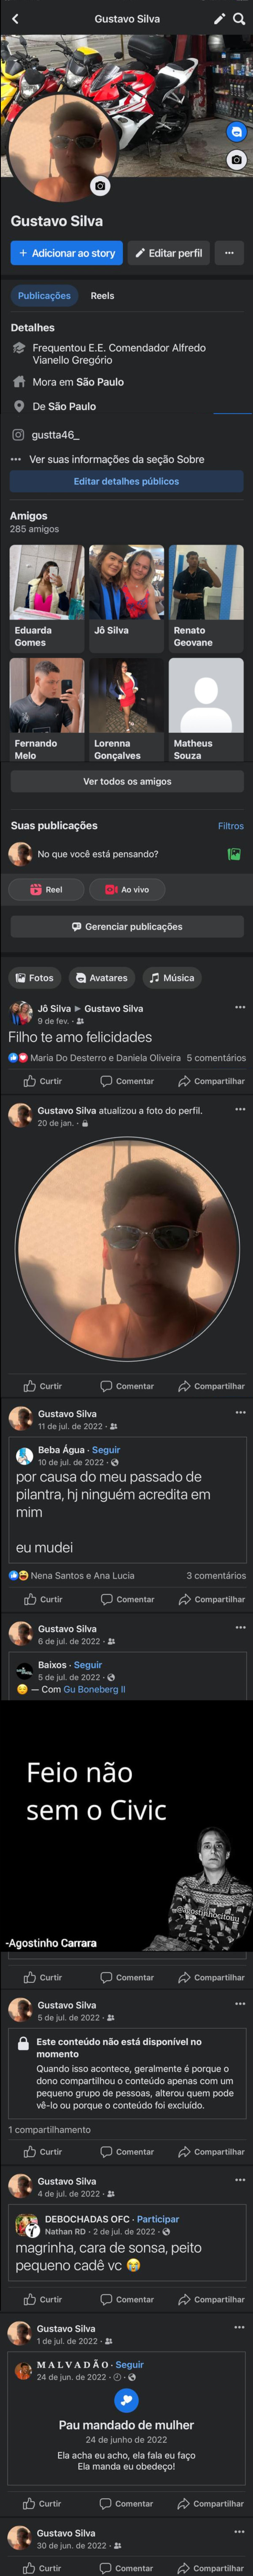 Gustavo Silva
Gustavo Silva
+ Adicionar ao story
Editar perfil
Publicações
Reels
Detalhes
Frequentou E.E. Comendador Alfredo
Vianello Gregório
Mora em São Paulo
De São Paulo
gustta46_
Ver suas informações da seção Sobre
Editar detalhes públicos
Amigos
285 amigos
Eduarda
Gomes
Jô Silva
Renato
Geovane
Fernando
Melo
Lorenna
Gonçalves
Matheus
Souza
Ver todos os amigos
Suas publicações
Filtros
No que você está pensando?
Reel
Ao vivo
Gerenciar publicações
Fotos
Avatares
Música
Jô Silva ▶ Gustavo Silva
9 de fev. ·
Filho te amo felicidades
Maria Do Desterro e Daniela Oliveira 5 comentários
Curtir Comentar Compartilhar
Gustavo Silva atualizou a foto do perfil.
20 de jan. ·
Curtir Comentar Compartilhar
Gustavo Silva
11 de jul. de 2022 ·
Beba Água · Seguir
10 de jul. de 2022 ·
por causa do meu passado de
pilantra, hj ninguém acredita em
mim
eu mudei
Nena Santos e Ana Lucia 3 comentários
Curtir Comentar Compartilhar
Gustavo Silva
6 de jul. de 2022 ·
Baixos · Seguir
5 de jul. de 2022 ·
😔 — Com Gu Boneberg II
Feio não
sem o Civic
-Agostinho Carrara
Curtir Comentar Compartilhar
Gustavo Silva
5 de jul. de 2022 ·
Este conteúdo não está disponível no
momento
Quando isso acontece, geralmente é porque o
dono compartilhou o conteúdo apenas com um
pequeno grupo de pessoas, alterou quem pode
vê-lo ou porque o conteúdo foi excluído.
1 compartilhamento
Curtir Comentar Compartilhar
Gustavo Silva
4 de jul. de 2022 ·
DEBOCHADAS OFC · Participar
Nathan RD · 2 de jul. de 2022 ·
magrinha, cara de sonsa, peito
pequeno cadê vc 😭
Curtir Comentar Compartilhar
Gustavo Silva
1 de jul. de 2022 ·
M A L V A D Ã O · Seguir
24 de jun. de 2022 ·
Pau mandado de mulher
24 de junho de 2022
Ela acha eu acho, ela fala eu faço
Ela manda eu obedeço!
Curtir Comentar Compartilhar
Gustavo Silva
30 de jun. de 2022 ·
Curtir Comentar Compartilhar